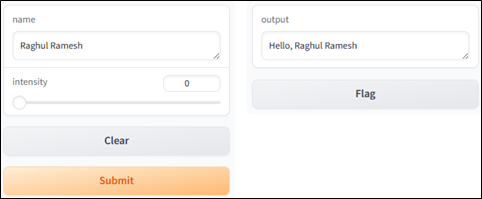 name
Raghul Ramesh
intensity
0
Clear
Submit
output
Hello, Raghul Ramesh
Flag